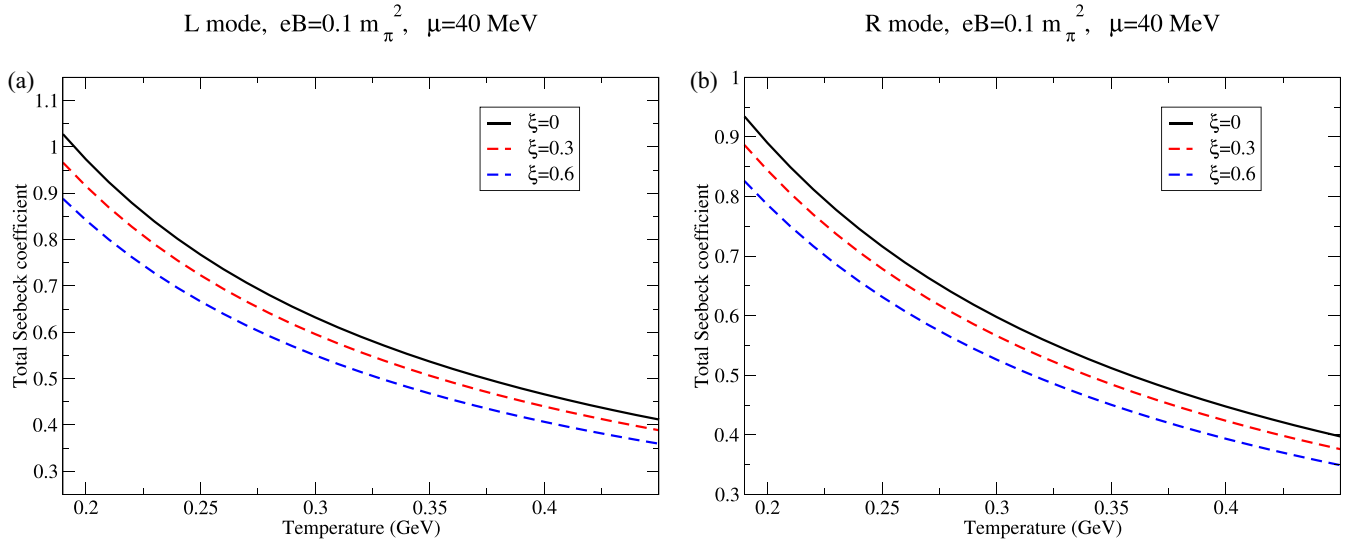 L mode, eB=0.1 m_π^2, μ=40 MeV
(a)
1.1
1
0.9
0.8
0.7
0.6
0.5
0.4
0.3
Total Seebeck coefficient
ξ=0
ξ=0.3
ξ=0.6
0.2
0.25
0.3
0.35
0.4
Temperature (GeV)
R mode, eB=0.1 m_π^2, μ=40 MeV
(b)
1
0.9
0.8
0.7
0.6
0.5
0.4
0.3
Total Seebeck coefficient
ξ=0
ξ=0.3
ξ=0.6
0.2
0.25
0.3
0.35
0.4
Temperature (GeV)